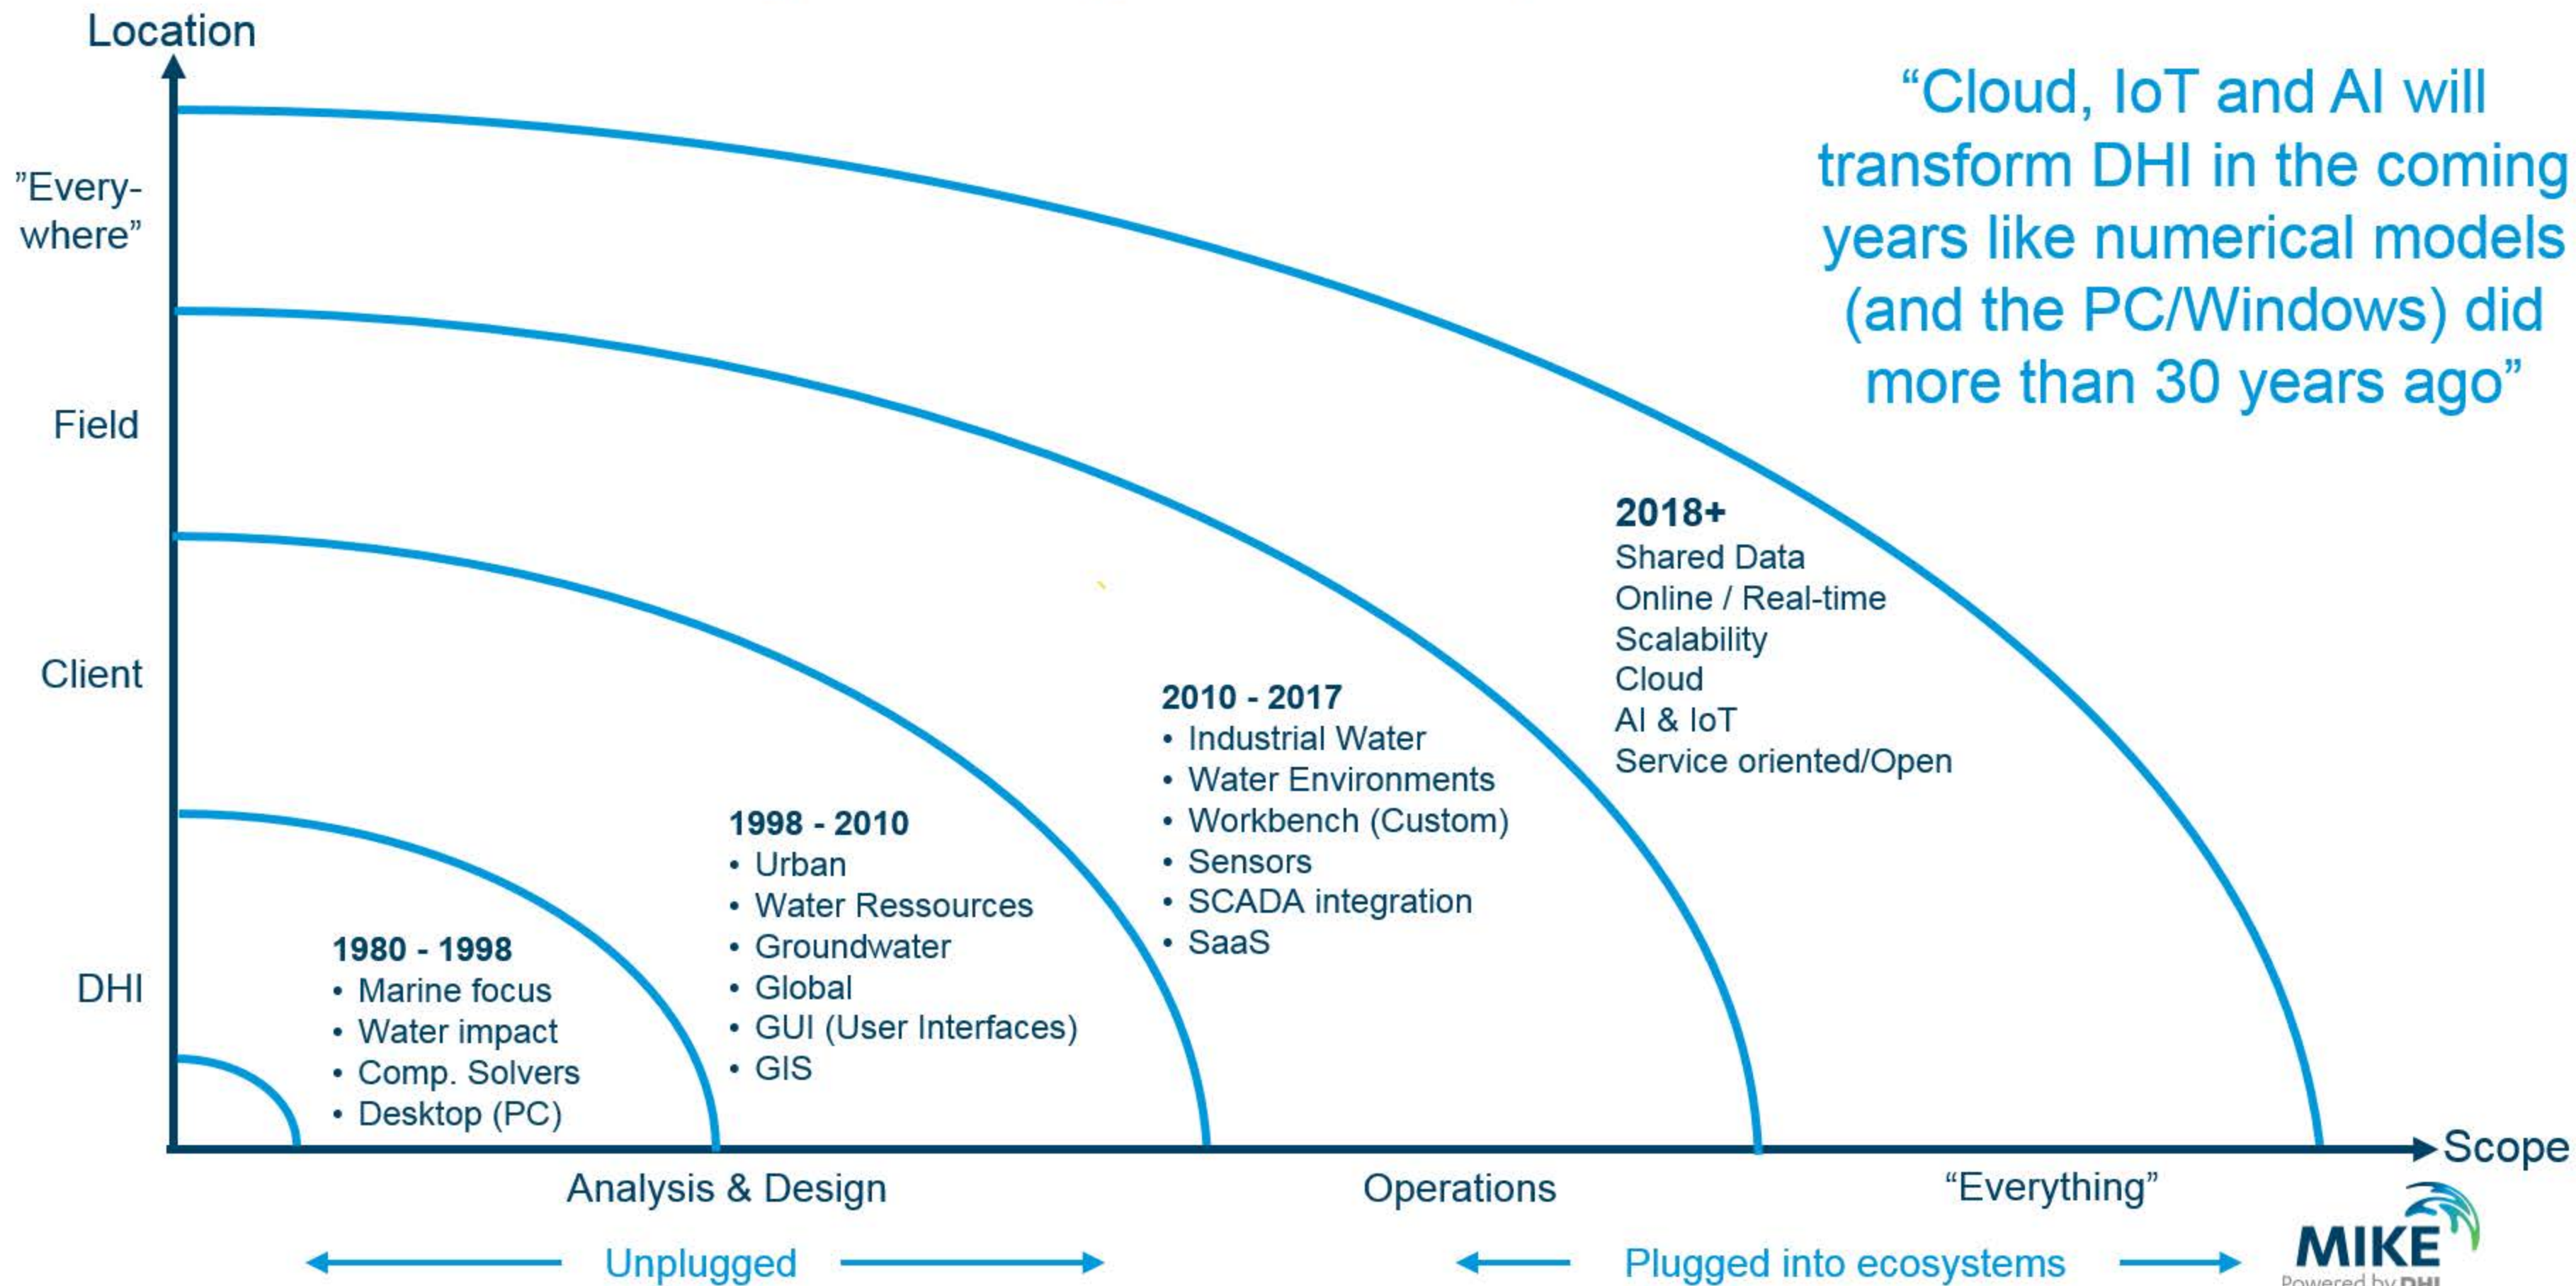 Location
"Every-
where"
Field
Client
DHI
“Cloud, IoT and AI will
transform DHI in the coming
years like numerical models
(and the PC/Windows) did
more than 30 years ago”
2018+
Shared Data
Online / Real-time
Scalability
Cloud
AI & IoT
Service oriented/Open
2010 - 2017
• Industrial Water
• Water Environments
• Workbench (Custom)
• Sensors
• SCADA integration
• SaaS
1998 - 2010
• Urban
• Water Ressources
• Groundwater
• Global
• GUI (User Interfaces)
• GIS
1980 - 1998
• Marine focus
• Water impact
• Comp. Solvers
• Desktop (PC)
Scope
Analysis & Design
Operations
“Everything”
Unplugged
Plugged into ecosystems
MIKE
Powered by DHI